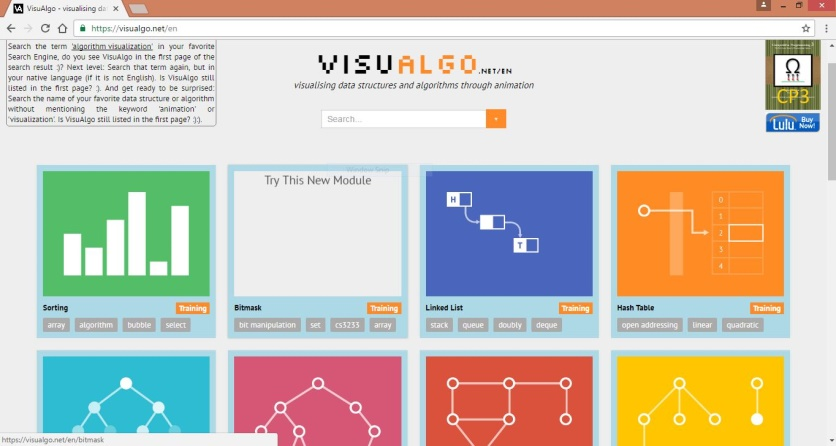 VisuAlgo - visualising da
https://visualgo.net/en
Search the term 'algorithm visualization' in your favorite
Search Engine, do you see VisuAlgo in the first page of the
search result :)? Next level: Search that term again, but in
your native language (if it is not English). Is VisuAlgo still
listed in the first page? :). And get ready to be surprised:
Search the name of your favorite data structure or algorithm
without mentioning the keyword 'animation' or
'visualization'. Is VisuAlgo still listed in the first page? :):).
VISUALGO.NET/EN
visualising data structures and algorithms through animation
Search...
CP3
Lulu Buy Now!
Try This New Module
H
T
0
1
2
3
4
Sorting
Training
array algorithm bubble select
Bitmask
Training
bit manipulation set cs3233 array
Linked List
Training
stack queue doubly deque
Hash Table
Training
open addressing linear quadratic
https://visualgo.net/en/bitmask